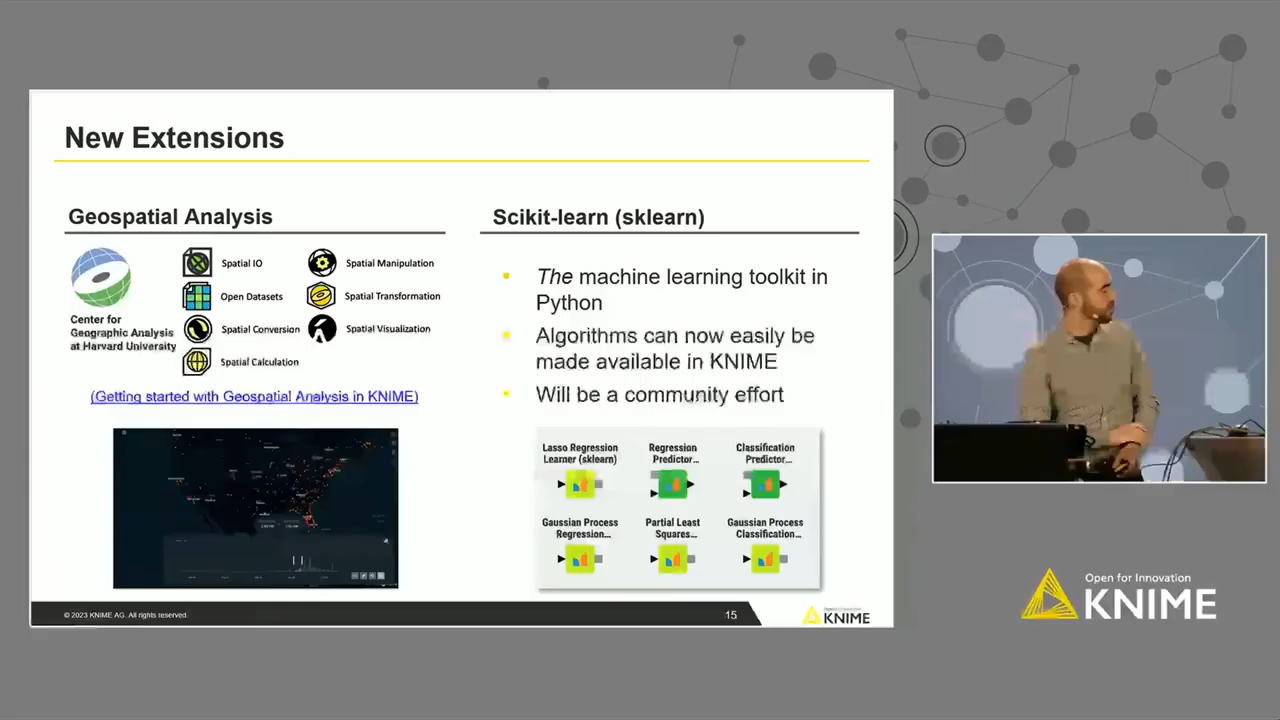 New Extensions
Geospatial Analysis
Center for
Geographic Analysis
at Harvard University
Spatial IO
Open Datasets
Spatial Conversion
Spatial Calculation
Spatial Manipulation
Spatial Transformation
Spatial Visualization
(Getting started with Geospatial Analysis in KNIME)
Scikit-learn (sklearn)
The machine learning toolkit in
Python
Algorithms can now easily be
made available in KNIME
Will be a community effort
Lasso Regression
Learner (sklearn)
Regression
Predictor...
Classification
Predictor...
Gaussian Process
Regression...
Partial Least
Squares...
Gaussian Process
Classification...
© 2023 KNIME AG. All rights reserved.
15
KNIME
Open for Innovation
KNIME